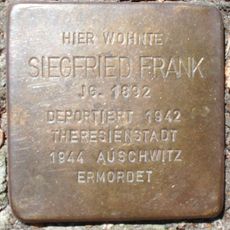 HIER WOHNTE
SIEGFRIED FRANK
JG. 1892
DEPORTIERT 1942
THERESIENSTADT
1944 AUSCHWITZ
ERMORDET